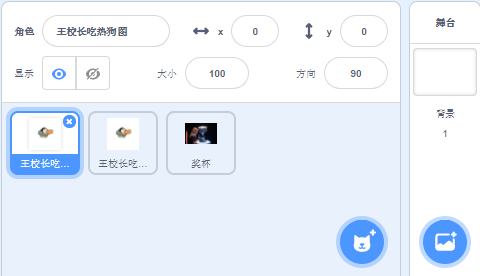 角色 王校长吃热狗图 x 0 y 0
舞台
显示 大小 100 方向 90
背景
1
王校长吃... 王校长吃... 奖杯